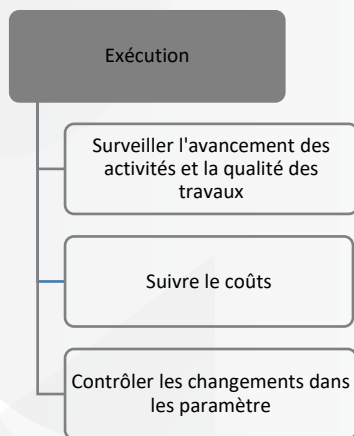 Exécution
Surveiller l'avancement des
activités et la qualité des
travaux
Suivre le coûts
Contrôler les changements dans
les paramètre